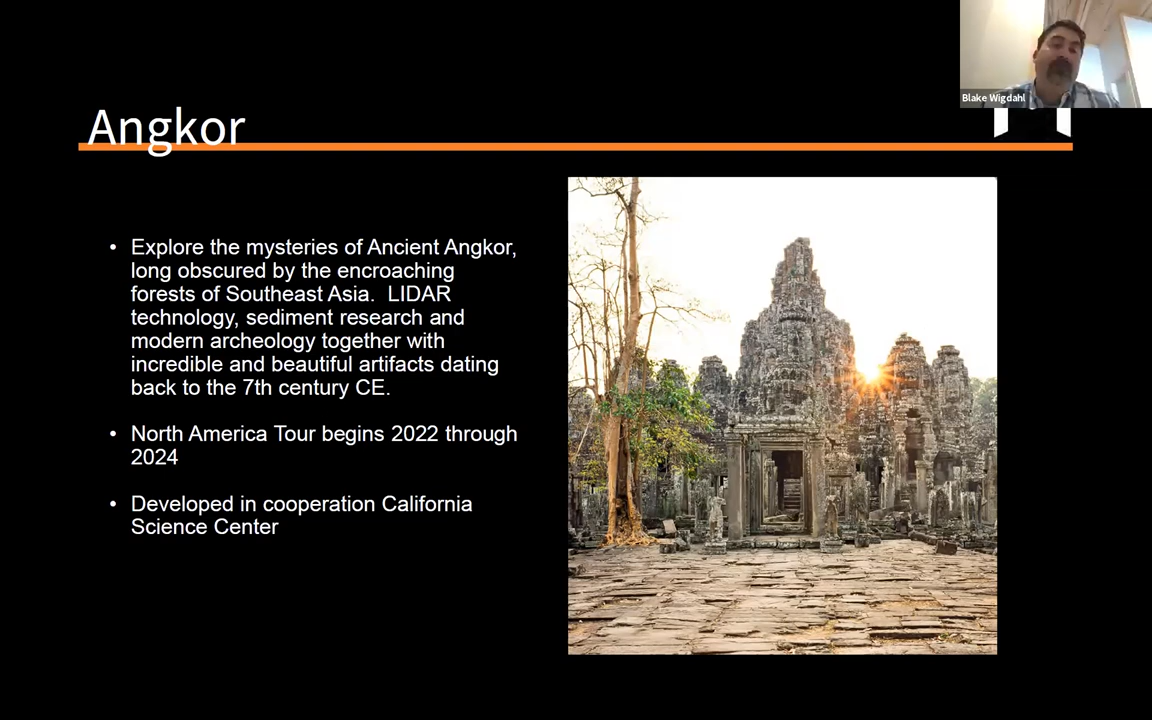 Blake Wigdahl
Angkor
• Explore the mysteries of Ancient Angkor,
long obscured by the encroaching
forests of Southeast Asia.  LIDAR
technology, sediment research and
modern archeology together with
incredible and beautiful artifacts dating
back to the 7th century CE.
• North America Tour begins 2022 through
2024
• Developed in cooperation California
Science Center